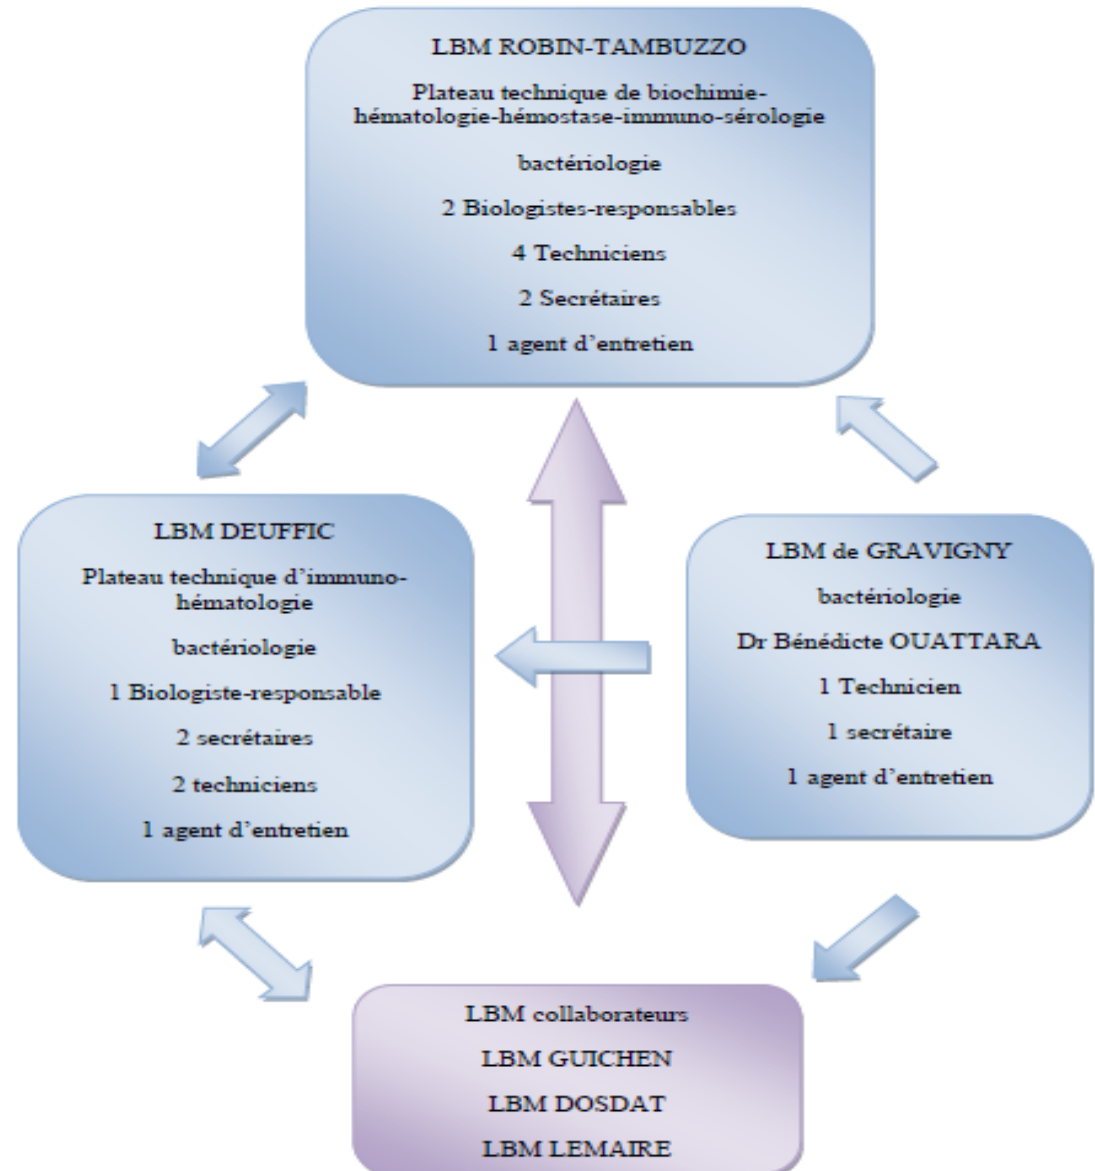 LBM ROBIN-TAMBUZZO
Plateau technique de biochimie-
hématologie-hémostase-immuno-sérologie
bactériologie
2 Biologistes-responsables
4 Techniciens
2 Secrétaires
1 agent d’entretien
LBM DEUFFIC
Plateau technique d’immuno-
hématologie
bactériologie
1 Biologiste-responsable
2 secrétaires
2 techniciens
1 agent d’entretien
LBM de GRAVIGNY
bactériologie
Dr Bénédicte OUATTARA
1 Technicien
1 secrétaire
1 agent d’entretien
LBM collaborateurs
LBM GUICHEN
LBM DOSDAT
LBM LEMAIRE